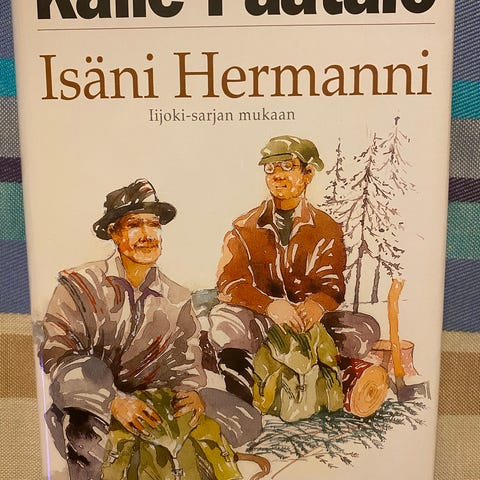 Kalle Päätalo
Isäni Hermanni
Iijoki-sarjan mukaan